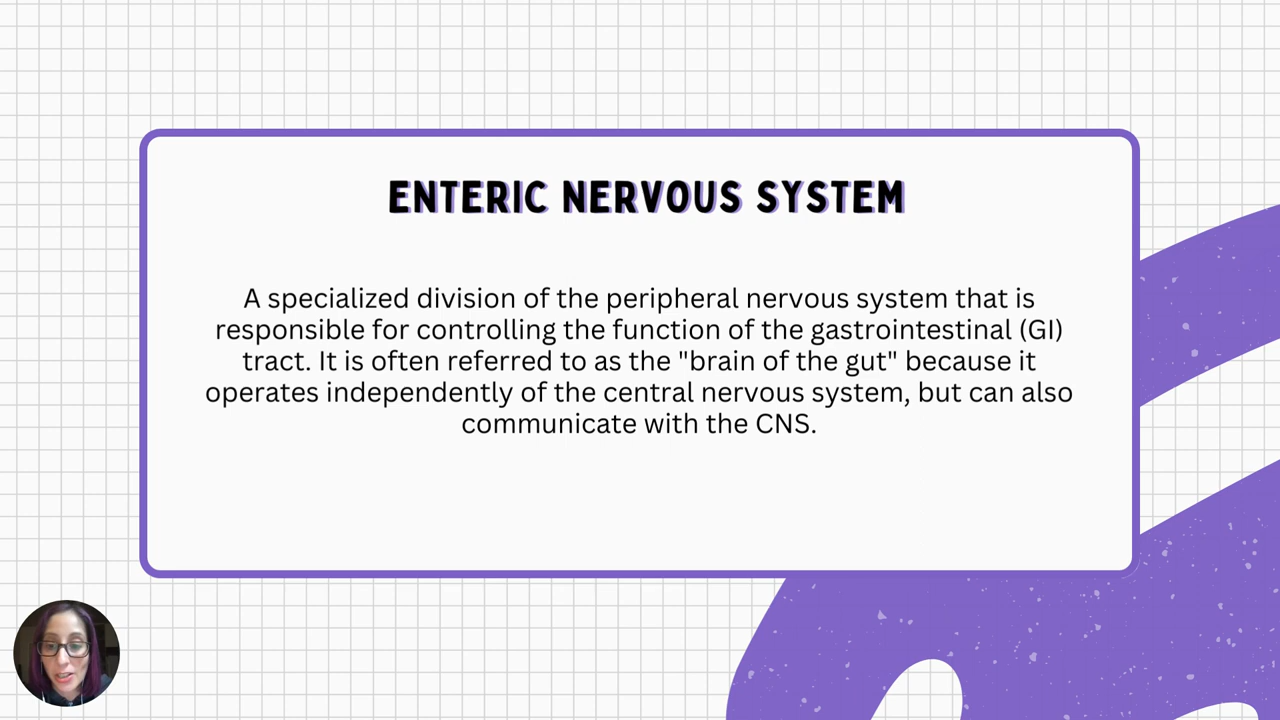 ENTERIC NERVOUS SYSTEM
A specialized division of the peripheral nervous system that is
responsible for controlling the function of the gastrointestinal (GI)
tract. It is often referred to as the "brain of the gut" because it
operates independently of the central nervous system, but can also
communicate with the CNS.